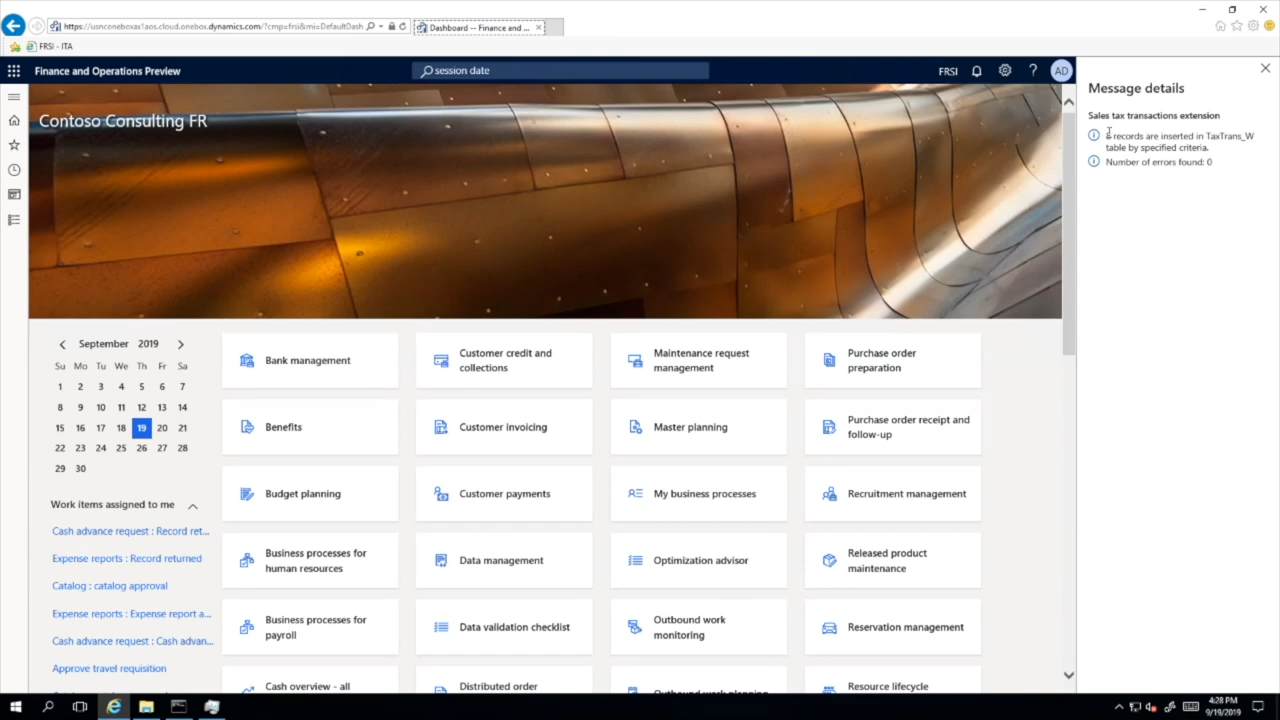 https://usnconeboxax1aos.cloud.onebox.dynamics.com/?cmp=frsi&mi=DefaultDash
Dashboard -- Finance and ...
FRSI - ITA
Finance and Operations Preview
session date
FRSI
?
AD
Contoso Consulting FR
Message details
Sales tax transactions extension
records are inserted in TaxTrans_W
table by specified criteria.
Number of errors found: 0
September 2019
Su Mo Tu We Th Fr Sa
1 2 3 4 5 6 7
8 9 10 11 12 13 14
15 16 17 18 19 20 21
22 23 24 25 26 27 28
29 30
Work items assigned to me
Cash advance request : Record ret...
Expense reports : Record returned
Catalog : catalog approval
Expense reports : Expense report a...
Cash advance request : Cash advan...
Approve travel requisition
Bank management
Customer credit and
collections
Maintenance request
management
Purchase order
preparation
Benefits
Customer invoicing
Master planning
Purchase order receipt and
follow-up
Budget planning
Customer payments
My business processes
Recruitment management
Business processes for
human resources
Data management
Optimization advisor
Released product
maintenance
Business processes for
payroll
Data validation checklist
Outbound work
monitoring
Reservation management
Cash overview - all
Distributed order
Outbound work planning
Resource lifecycle
4:28 PM
9/19/2019